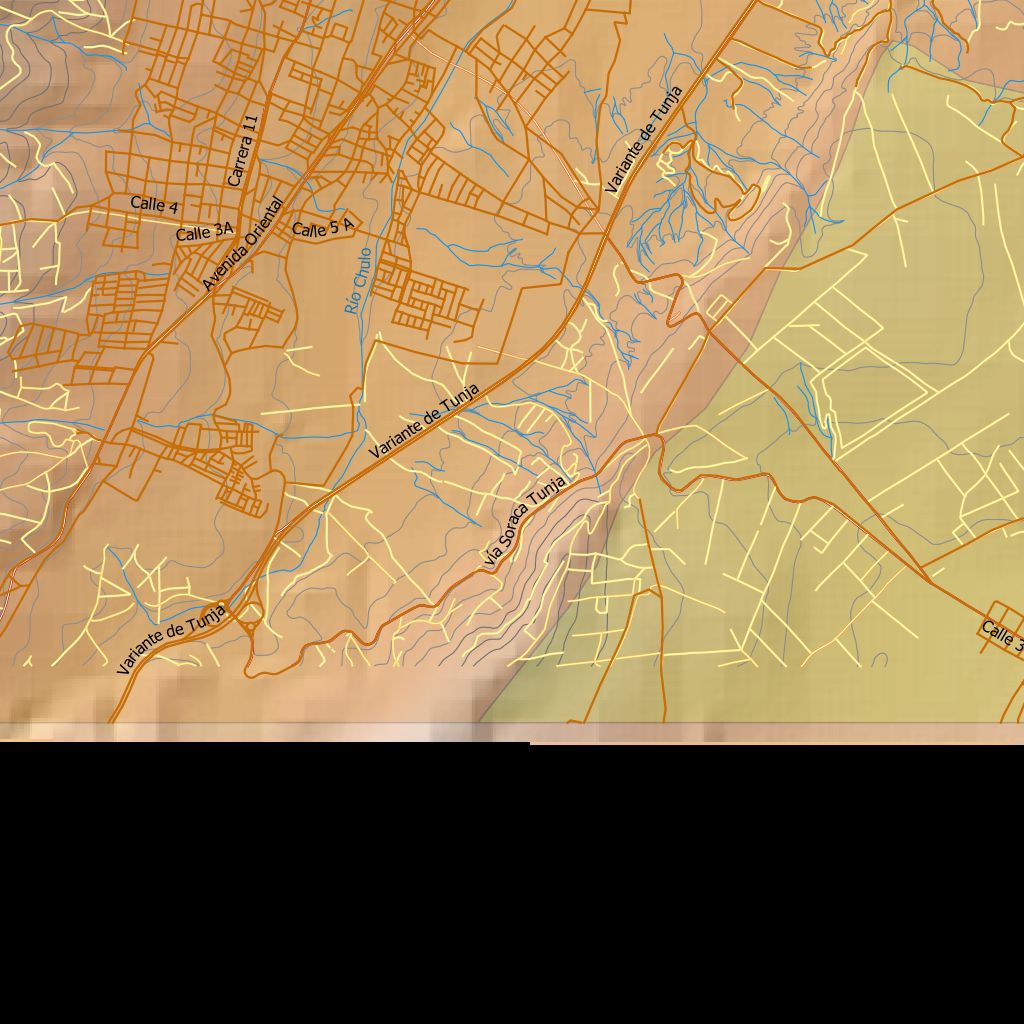 Variante de Tunja
Carrera 11
Calle 4
Calle 3A
Calle 5 A
Avenida Oriental
Río Chulo
Variante de Tunja
vía Soraca Tunja
Variante de Tunja
Calle 3